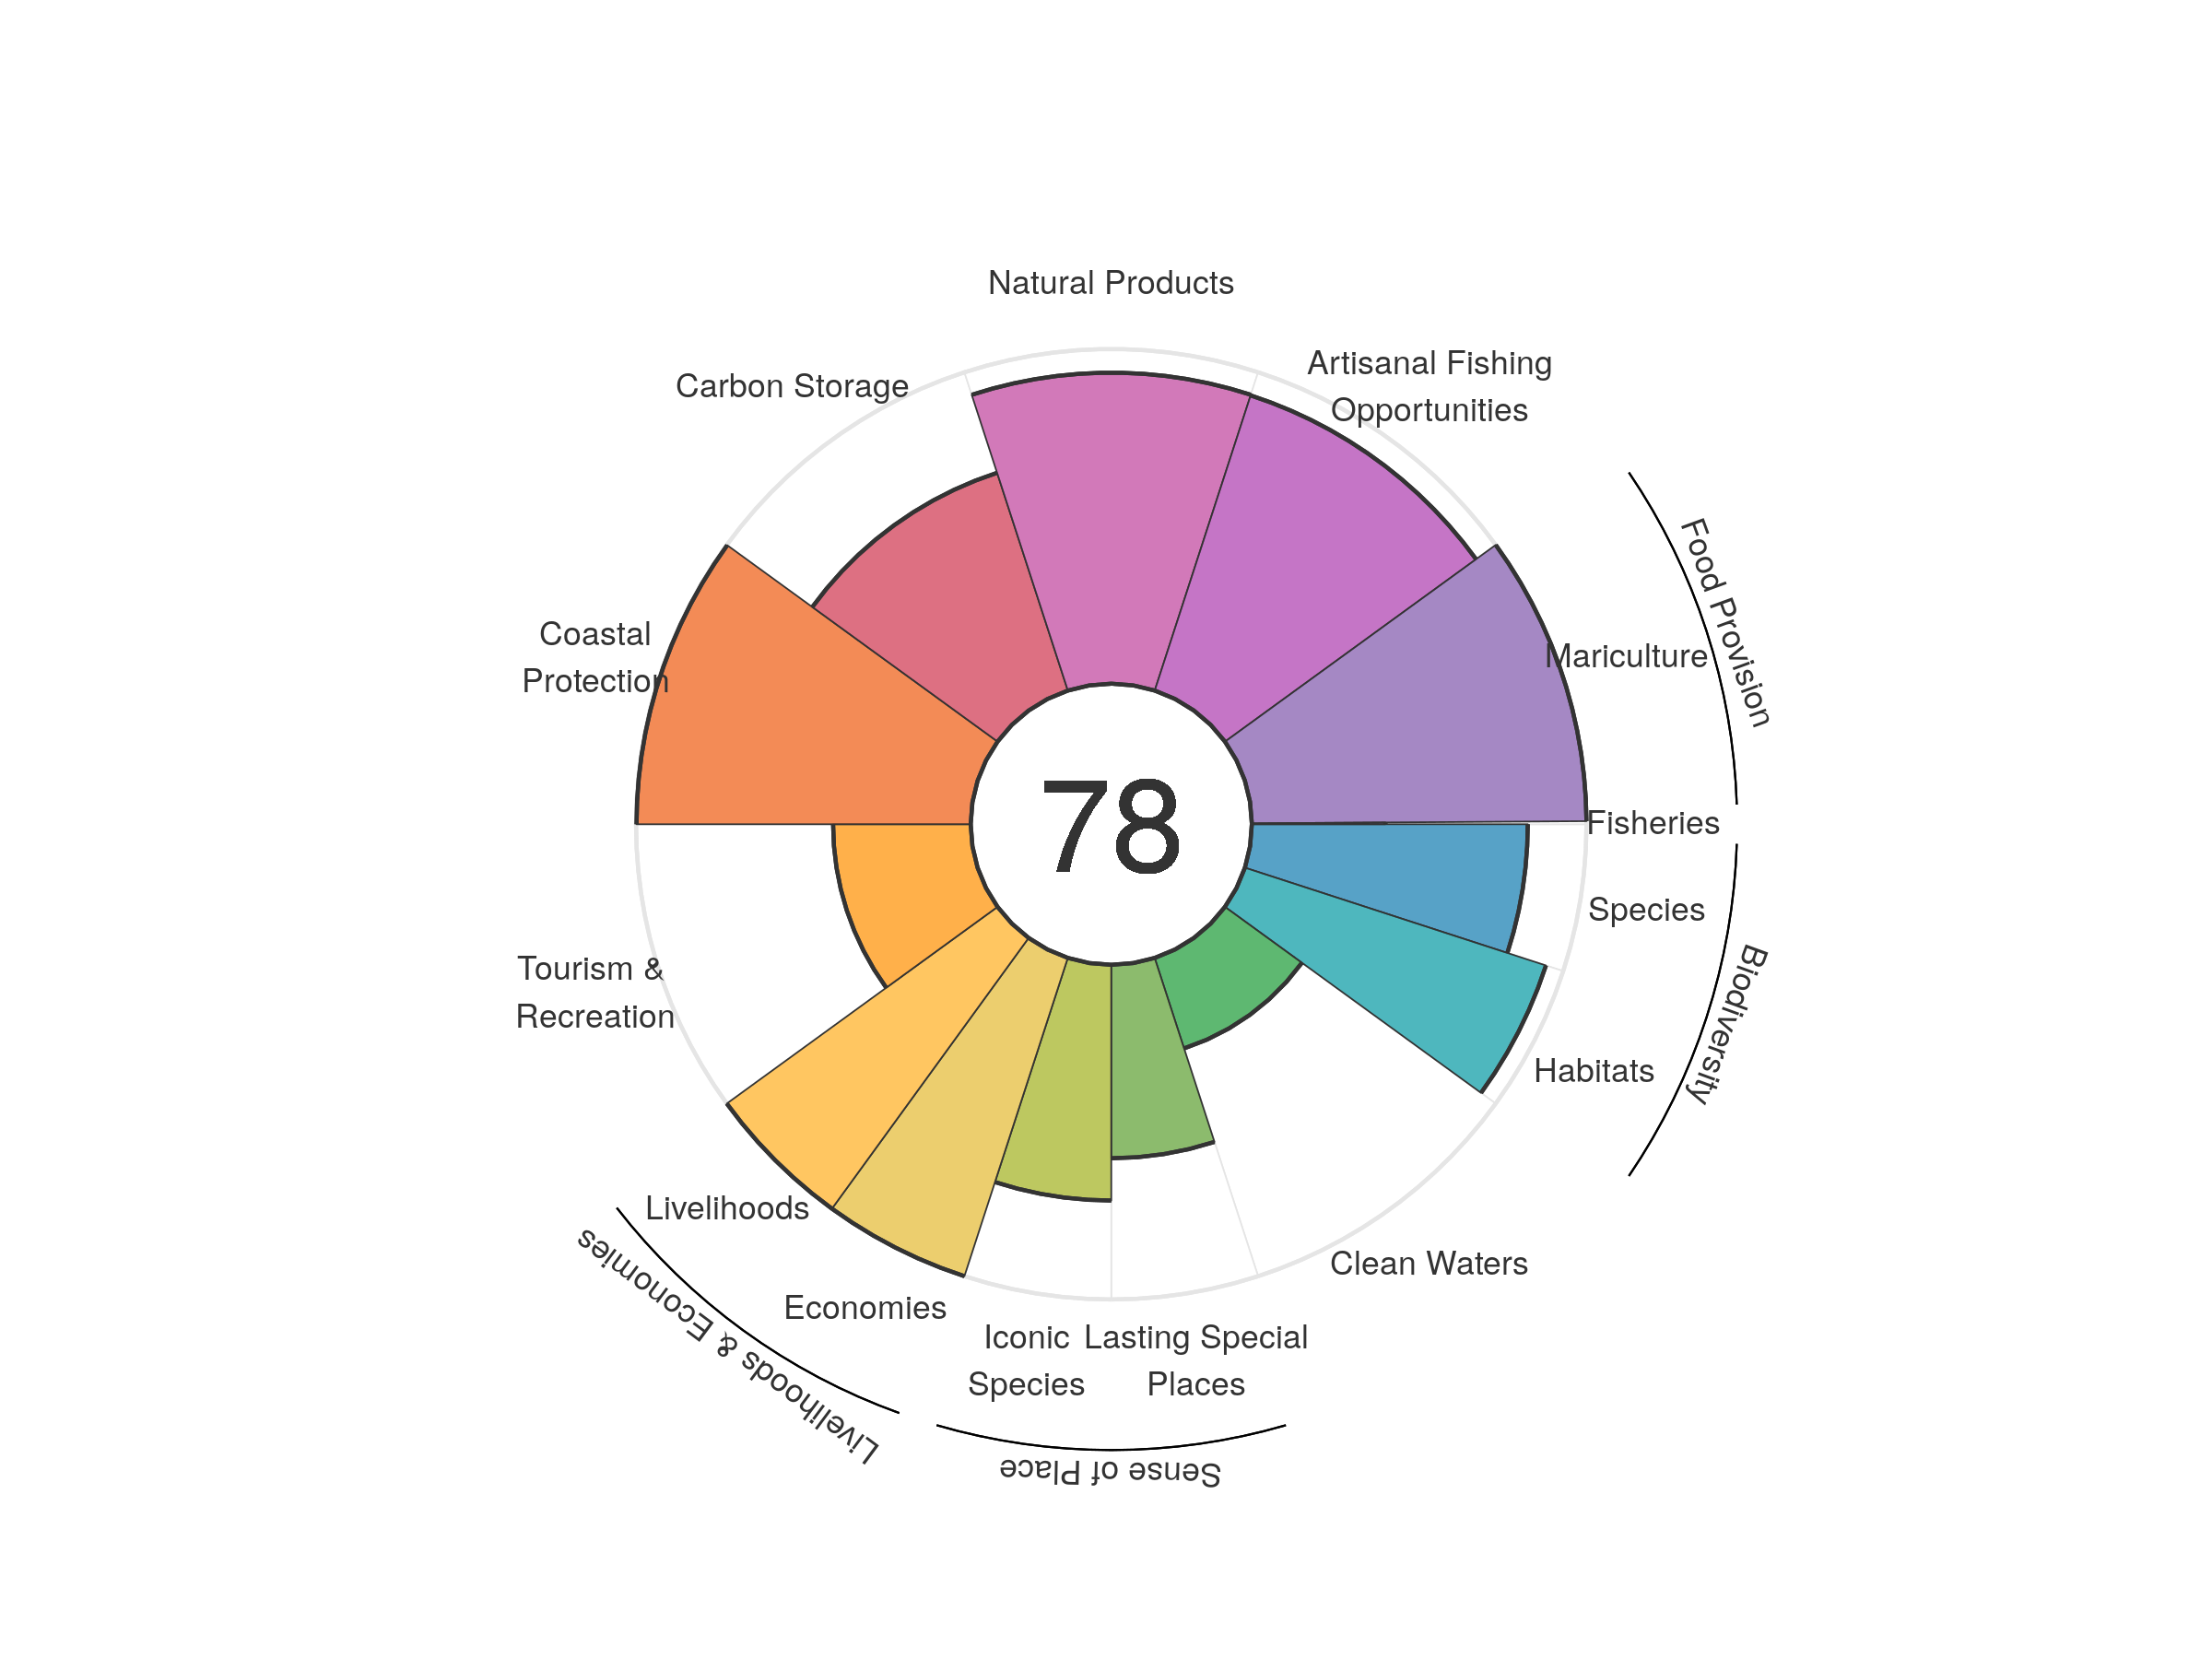 Natural Products
Artisanal Fishing
Opportunities
Carbon Storage
Food Provision
Coastal
Protection
Mariculture
78
Fisheries
Species
Tourism &
Recreation
Biodiversity
Habitats
Livelihoods
Clean Waters
Economies
Livelihoods & Economies
Iconic
Species
Lasting Special
Places
Sense of Place